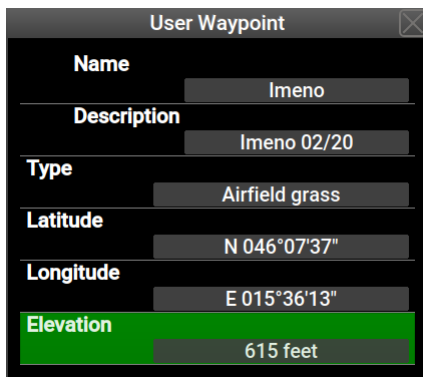 User Waypoint
Name
Imeno
Description
Imeno 02/20
Type
Airfield grass
Latitude
N 046°07'37"
Longitude
E 015°36'13"
Elevation
615 feet